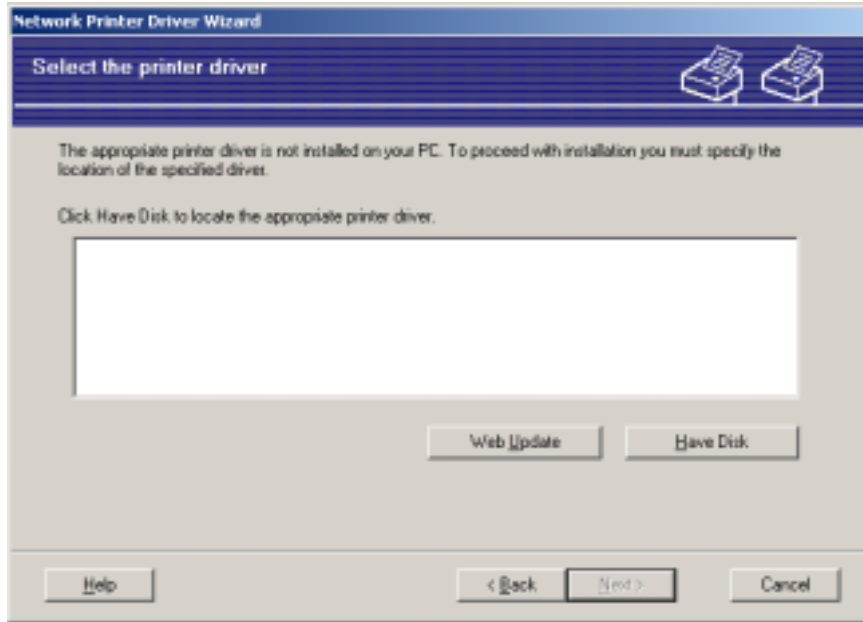 Network Printer Driver Wizard
Select the printer driver
The appropriate printer driver is not installed on your PC. To proceed with installation you must specify the
location of the specified driver.
Click Have Disk to locate the appropriate printer driver.
Web Update
Have Disk
Help
< Back
Next >
Cancel